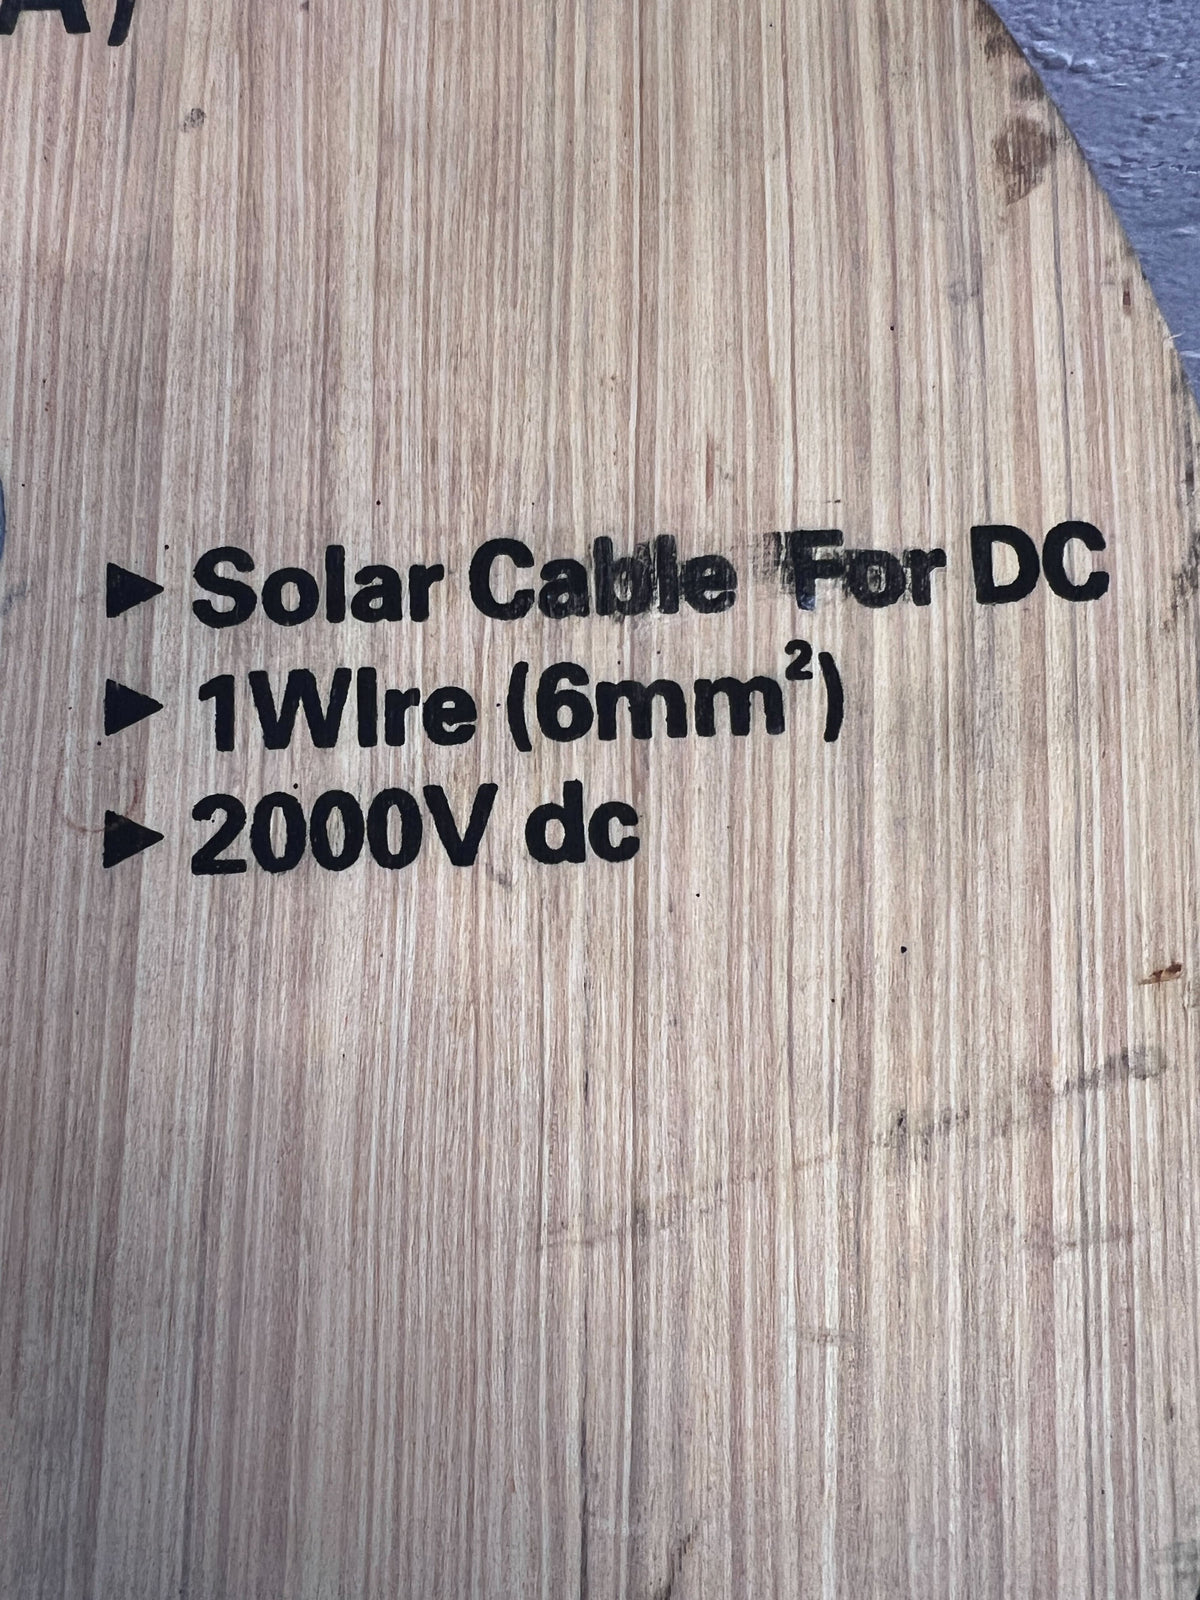 A)
► Solar Cable For DC
► 1WIre (6mm²)
► 2000V dc